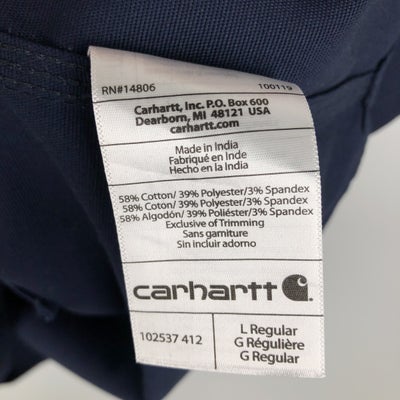 RN#14806 100119
Carhartt, Inc. P.O. Box 600
Dearborn, MI 48121 USA
carhartt.com
Made in India
Fabriqué en Inde
Hecho en la India
58% Cotton/ 39% Polyester/3% Spandex
58% Coton/ 39% Polyester/3% Spandex
58% Algodón/ 39% Poliéster/3% Spandex
Exclusive of Trimming
Sans garniture
Sin incluir adorno
carhartt
102537 412
L Regular
G Régulière
G Regular